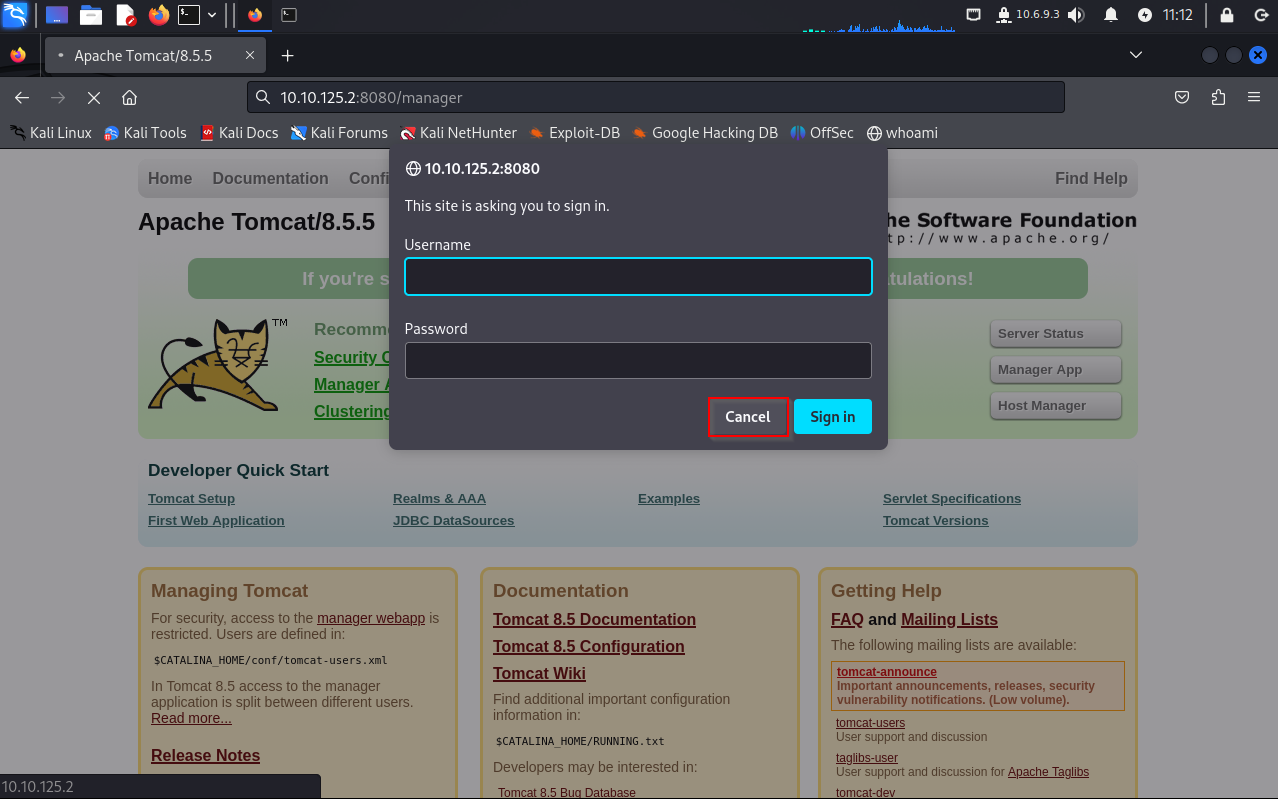 10.6.9.3
11:12
Apache Tomcat/8.5.5
10.10.125.2:8080/manager
Kali Linux
Kali Tools
Kali Docs
Kali Forums
Kali NetHunter
Exploit-DB
Google Hacking DB
OffSec
whoami
10.10.125.2:8080
This site is asking you to sign in.
Username
Password
Cancel
Sign in
Home
Documentation
Confi
Find Help
Apache Tomcat/8.5.5
he Software Foundation
tp://www.apache.org/
If you're s
tulations!
TM
Recomm
Security
Manager
Clustering
Server Status
Manager App
Host Manager
Developer Quick Start
Tomcat Setup
Realms & AAA
Examples
Servlet Specifications
First Web Application
JDBC DataSources
Tomcat Versions
Managing Tomcat
For security, access to the manager webapp is
restricted. Users are defined in:
$CATALINA_HOME/conf/tomcat-users.xml
In Tomcat 8.5 access to the manager
application is split between different users.
Read more...
Release Notes
Documentation
Tomcat 8.5 Documentation
Tomcat 8.5 Configuration
Tomcat Wiki
Find additional important configuration
information in:
$CATALINA_HOME/RUNNING.txt
Developers may be interested in:
Tomcat 8.5 Bug Database
Getting Help
FAQ and Mailing Lists
The following mailing lists are available:
tomcat-announce
Important announcements, releases, security
vulnerability notifications. (Low volume).
tomcat-users
User support and discussion
taglibs-user
User support and discussion for Apache Taglibs
tomcat-dev
10.10.125.2